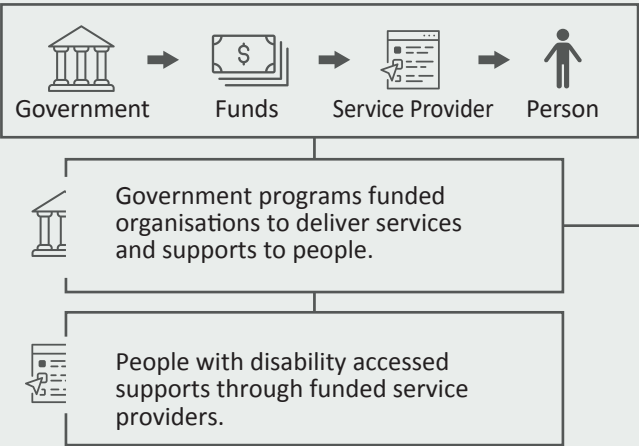 $
Government Funds Service Provider Person
Government programs funded
organisations to deliver services
and supports to people.
People with disability accessed
supports through funded service
providers.